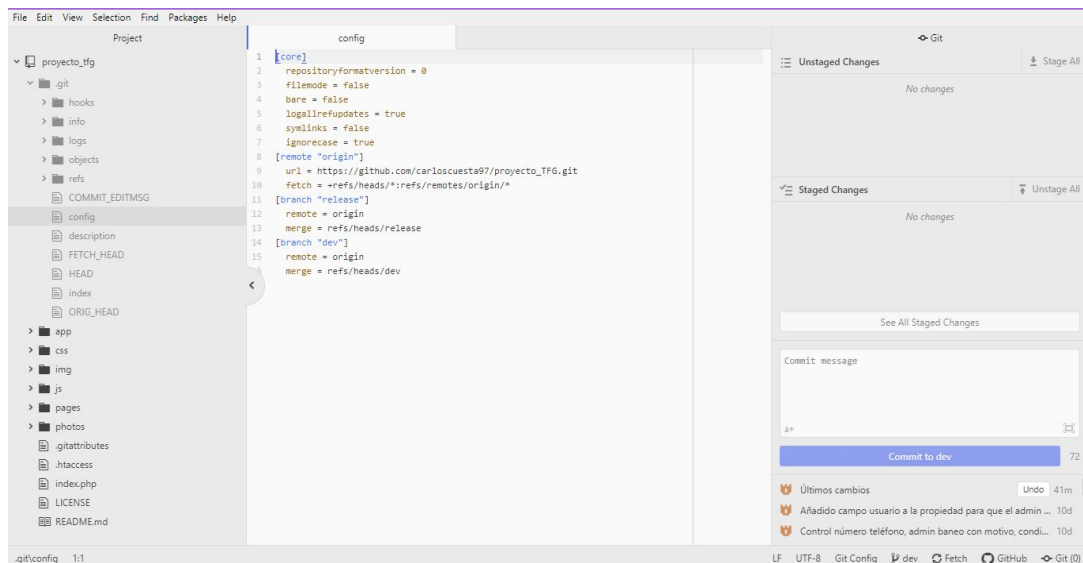 File Edit View Selection Find Packages Help
Project
proyecto_tfg
.git
hooks
info
logs
objects
refs
COMMIT_EDITMSG
config
description
FETCH_HEAD
HEAD
index
ORIG_HEAD
app
css
img
js
pages
photos
.gitattributes
.htaccess
index.php
LICENSE
README.md
config
1 [core]
2 repositoryformatversion = 0
3 filemode = false
4 bare = false
5 logallrefupdates = true
6 symlinks = false
7 ignorecase = true
8 [remote "origin"]
9 url = https://github.com/carloscuesta97/proyecto_TFG.git
10 fetch = +refs/heads/*:refs/remotes/origin/*
11 [branch "release"]
12 remote = origin
13 merge = refs/heads/release
14 [branch "dev"]
15 remote = origin
merge = refs/heads/dev
Git
Unstaged Changes Stage All
No changes
Staged Changes Unstage All
No changes
See All Staged Changes
Commit message
Commit to dev 72
Últimos cambios Undo 41m
Añadido campo usuario a la propiedad para que el admin ... 10d
Control número teléfono, admin baneo con motivo, condi... 10d
.git\config 1:1 LF UTF-8 Git Config dev Fetch GitHub Git (0)